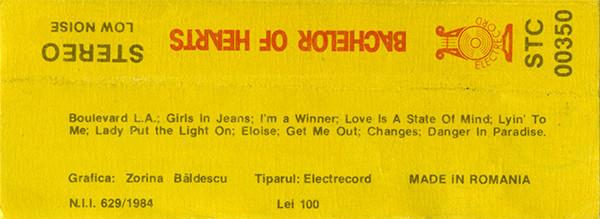 STEREO
LOW NOISE
BACHELOR OF HEARTS
ELECTRECORD
STC
00350
Boulevard L.A.; Girls In Jeans; I'm a Winner; Love Is A State Of Mind; Lyin' To
Me; Lady Put the Light On; Eloise; Get Me Out; Changes; Danger In Paradise.
Grafica: Zorina Băldescu Tiparul: Electrecord MADE IN ROMANIA
N.I.I. 629/1984 Lei 100